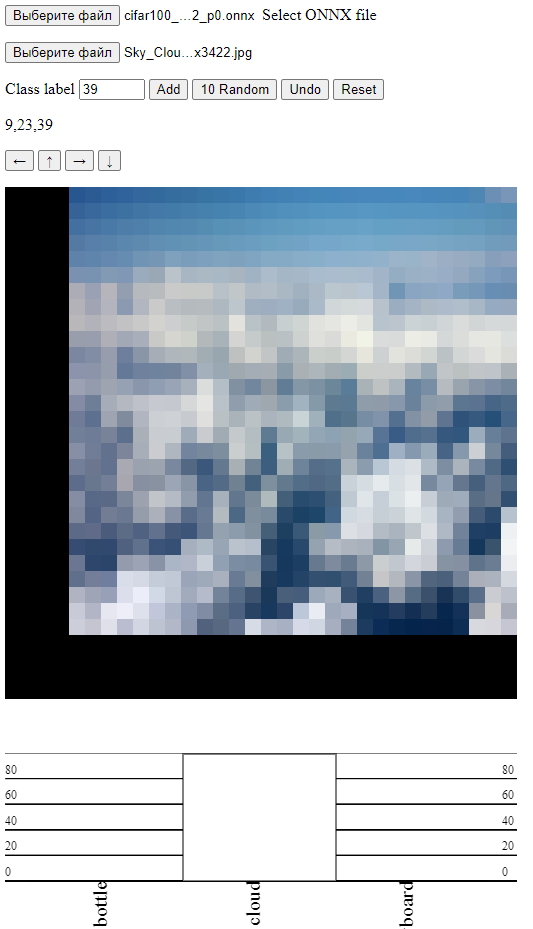 Выберите файл cifar100_...2_p0.onnx Select ONNX file
Выберите файл Sky_Clou...x3422.jpg
Class label 39 Add 10 Random Undo Reset
9,23,39
← ↑ → ↓
80 80
60 60
40 40
20 20
0 0
bottle cloud board